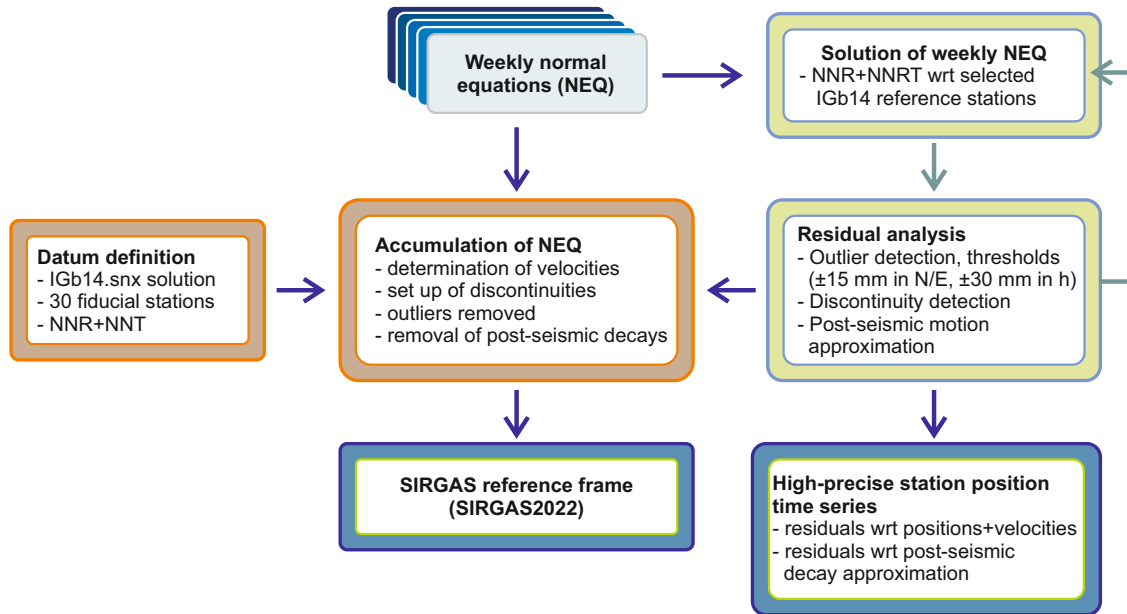 Weekly normal
equations (NEQ)
Solution of weekly NEQ
- NNR+NNRT wrt selected
IGb14 reference stations
Datum definition
- IGb14.snx solution
- 30 fiducial stations
- NNR+NNT
Accumulation of NEQ
- determination of velocities
- set up of discontinuities
- outliers removed
- removal of post-seismic decays
Residual analysis
- Outlier detection, thresholds
(±15 mm in N/E, ±30 mm in h)
- Discontinuity detection
- Post-seismic motion
approximation
SIRGAS reference frame
(SIRGAS2022)
High-precise station position
time series
- residuals wrt positions+velocities
- residuals wrt post-seismic
decay approximation